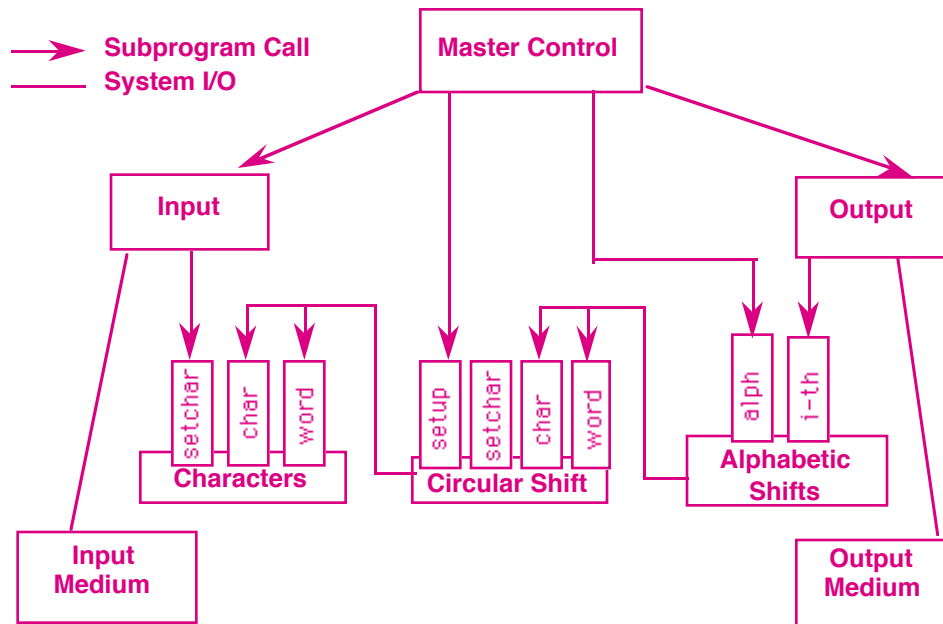 Subprogram Call
System I/O
Master Control
Input
Output
setchar
char
word
setup
setchar
char
word
alph
i-th
Characters
Circular Shift
Alphabetic
Shifts
Input
Medium
Output
Medium